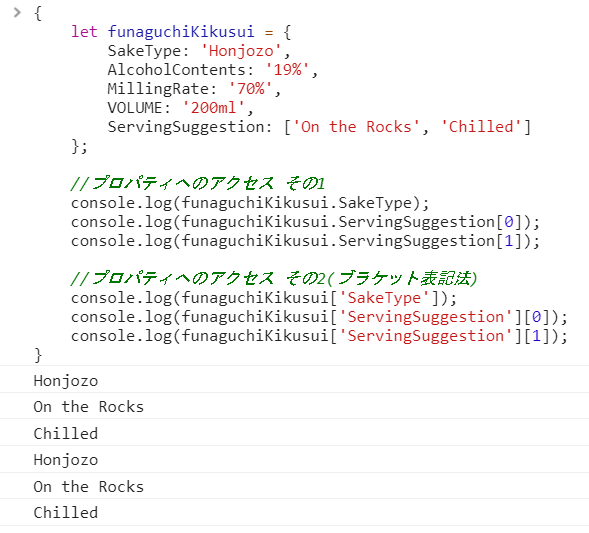 {
    let funaguchiKikusui = {
        SakeType: 'Honjozo',
        AlcoholContents: '19%',
        MillingRate: '70%',
        VOLUME: '200ml',
        ServingSuggestion: ['On the Rocks', 'Chilled']
    };

    //プロパティへのアクセス その1
    console.log(funaguchiKikusui.SakeType);
    console.log(funaguchiKikusui.ServingSuggestion[0]);
    console.log(funaguchiKikusui.ServingSuggestion[1]);

    //プロパティへのアクセス その2(ブラケット表記法)
    console.log(funaguchiKikusui['SakeType']);
    console.log(funaguchiKikusui['ServingSuggestion'][0]);
    console.log(funaguchiKikusui['ServingSuggestion'][1]);
}
Honjozo
On the Rocks
Chilled
Honjozo
On the Rocks
Chilled